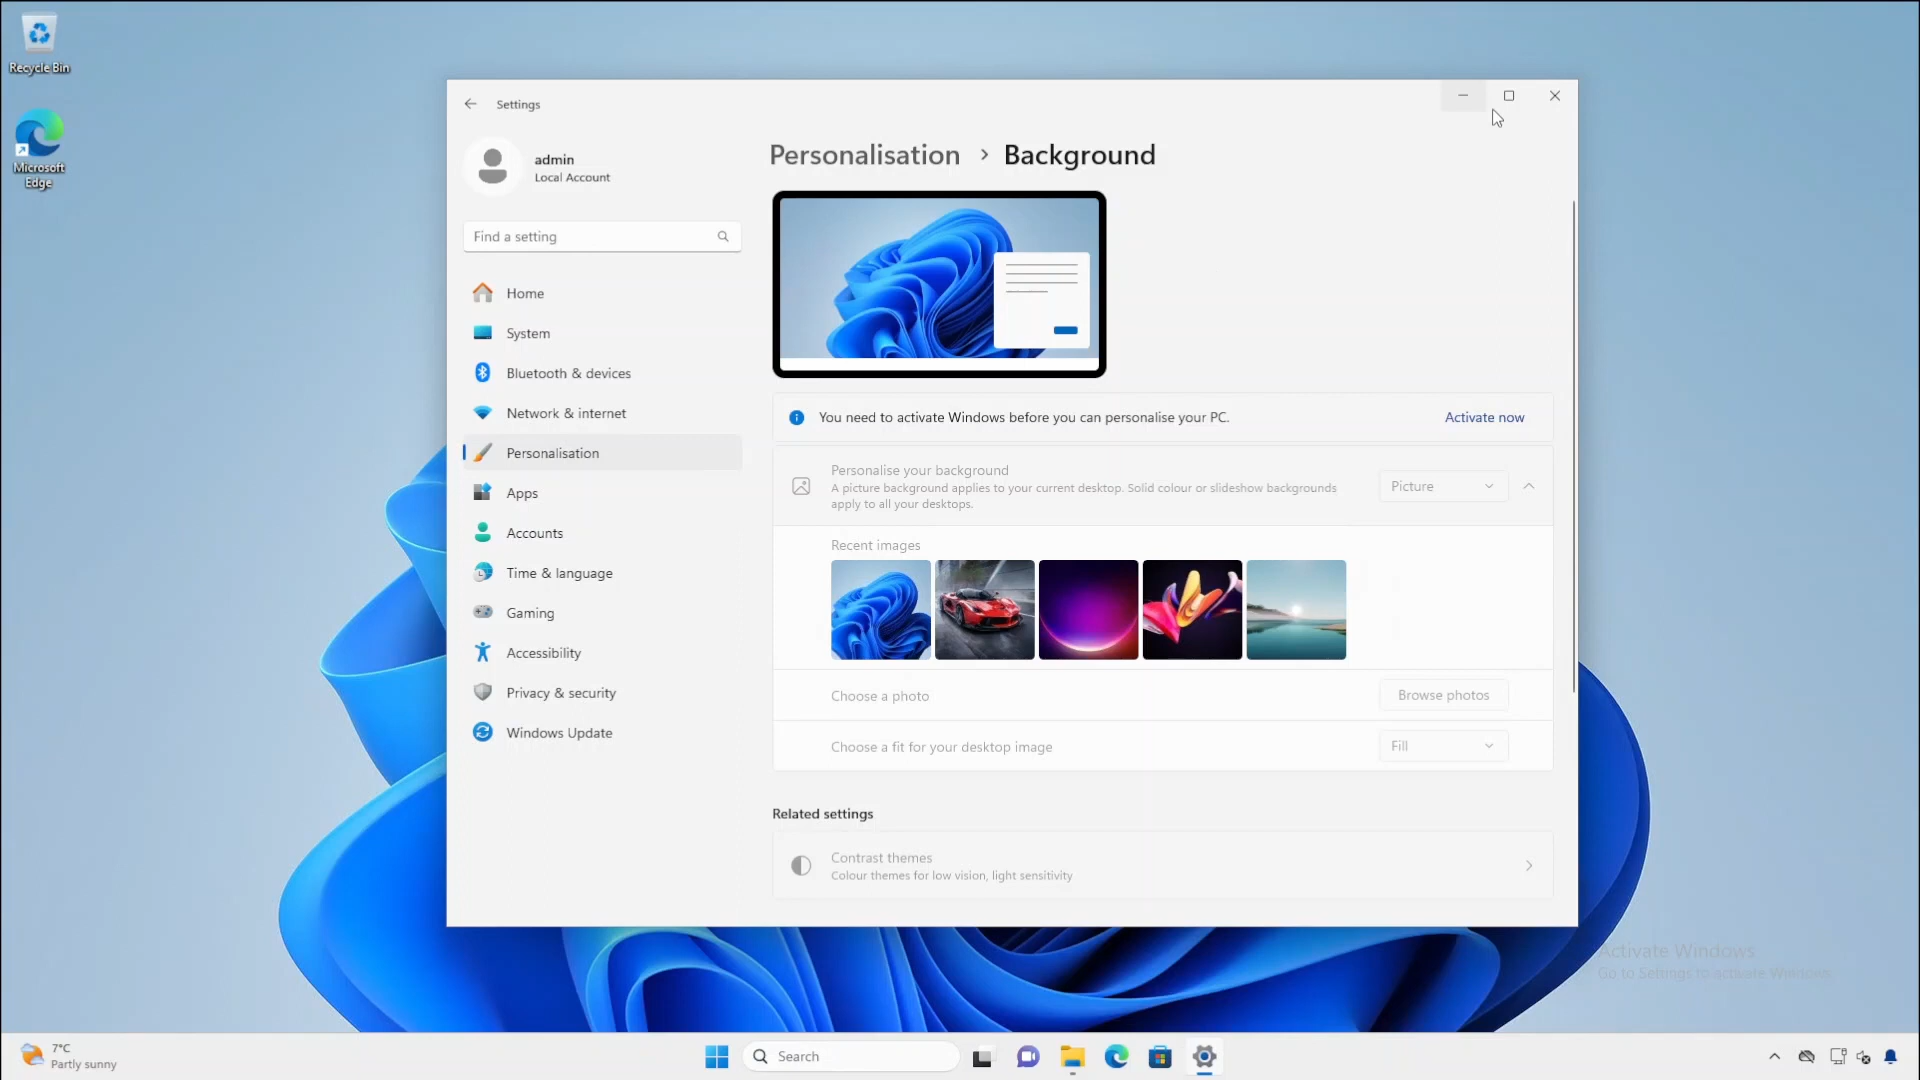 Recycle Bin
Microsoft
Edge
Settings
admin
Local Account
Find a setting
Home
System
Bluetooth & devices
Network & internet
Personalisation
Apps
Accounts
Time & language
Gaming
Accessibility
Privacy & security
Windows Update
Personalisation › Background
You need to activate Windows before you can personalise your PC.
Activate now
Personalise your background
A picture background applies to your current desktop. Solid colour or slideshow backgrounds
apply to all your desktops.
Picture
Recent images
Choose a photo
Browse photos
Choose a fit for your desktop image
Fill
Related settings
Contrast themes
Colour themes for low vision, light sensitivity
Activate Windows
Go to Settings to activate Windows.
7°C
Partly sunny
Search